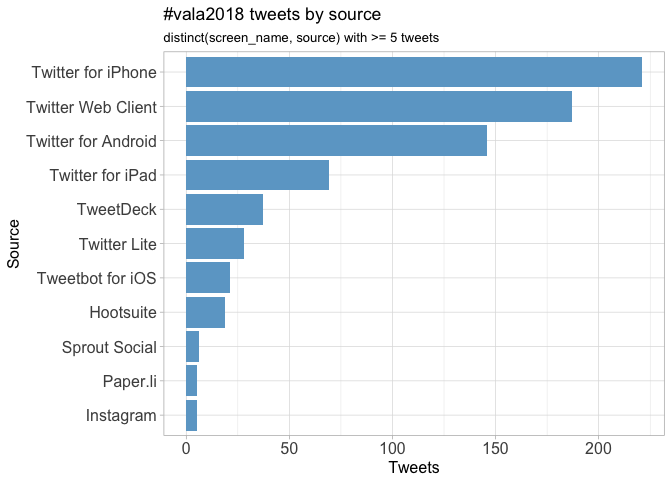 #vala2018 tweets by source
distinct(screen_name, source) with >= 5 tweets
Source
Twitter for iPhone
Twitter Web Client
Twitter for Android
Twitter for iPad
TweetDeck
Twitter Lite
Tweetbot for iOS
Hootsuite
Sprout Social
Paper.li
Instagram
0 50 100 150 200
Tweets